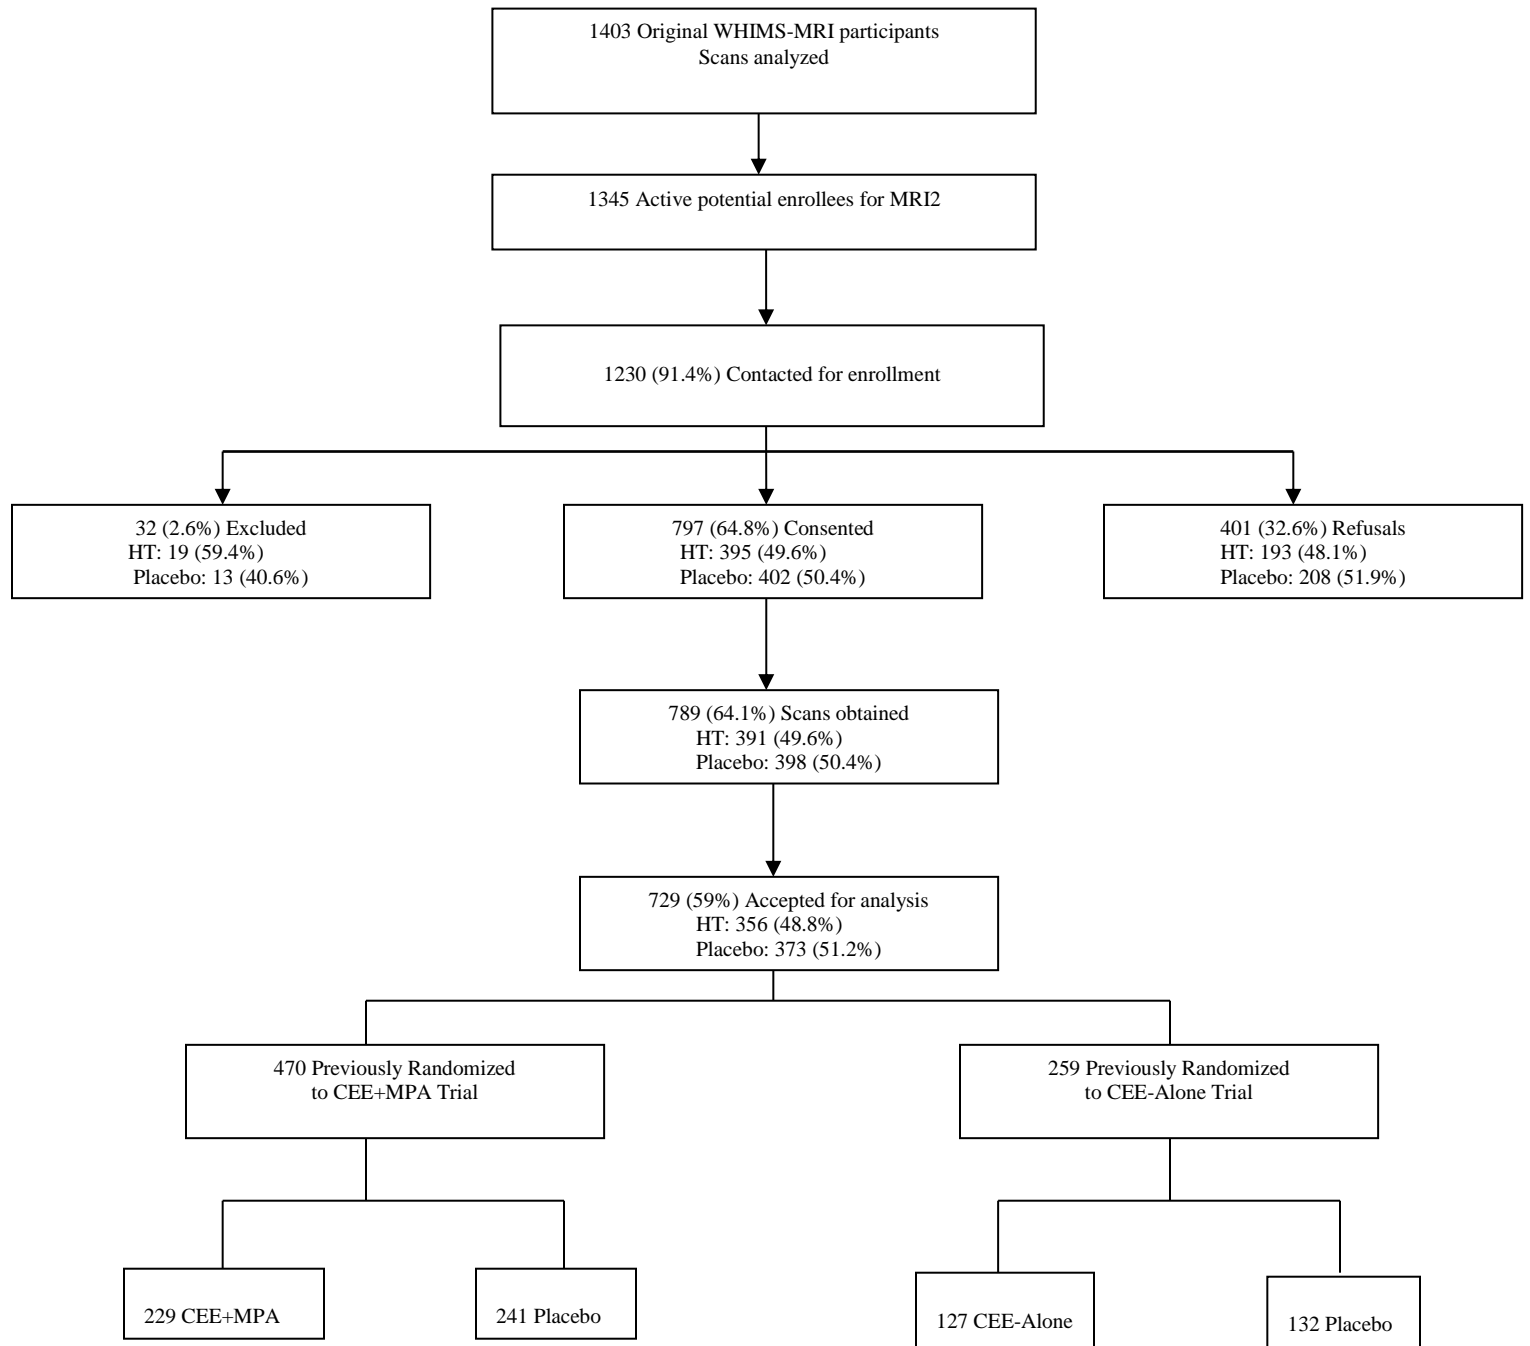 1403 Original WHIMS-MRI participants
Scans analyzed
1345 Active potential enrollees for MRI2
1230 (91.4%) Contacted for enrollment
32 (2.6%) Excluded
HT: 19 (59.4%)
Placebo: 13 (40.6%)
797 (64.8%) Consented
HT: 395 (49.6%)
Placebo: 402 (50.4%)
401 (32.6%) Refusals
HT: 193 (48.1%)
Placebo: 208 (51.9%)
789 (64.1%) Scans obtained
HT: 391 (49.6%)
Placebo: 398 (50.4%)
729 (59%) Accepted for analysis
HT: 356 (48.8%)
Placebo: 373 (51.2%)
470 Previously Randomized
to CEE+MPA Trial
259 Previously Randomized
to CEE-Alone Trial
229 CEE+MPA
241 Placebo
127 CEE-Alone
132 Placebo